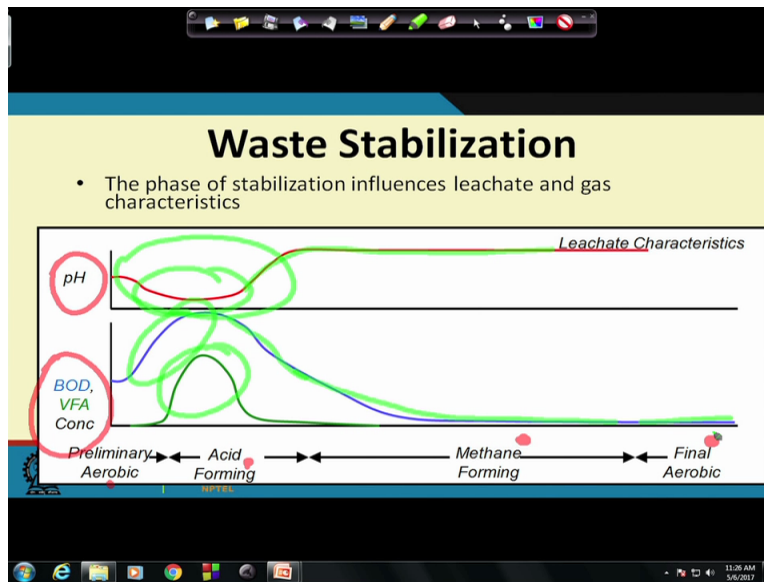 Waste Stabilization
• The phase of stabilization influences leachate and gas
characteristics
Leachate Characteristics
pH
BOD,
VFA
Conc
Preliminary
Aerobic
Acid
Forming
Methane
Forming
Final
Aerobic
NPTEL
11:26 AM
5/6/2017